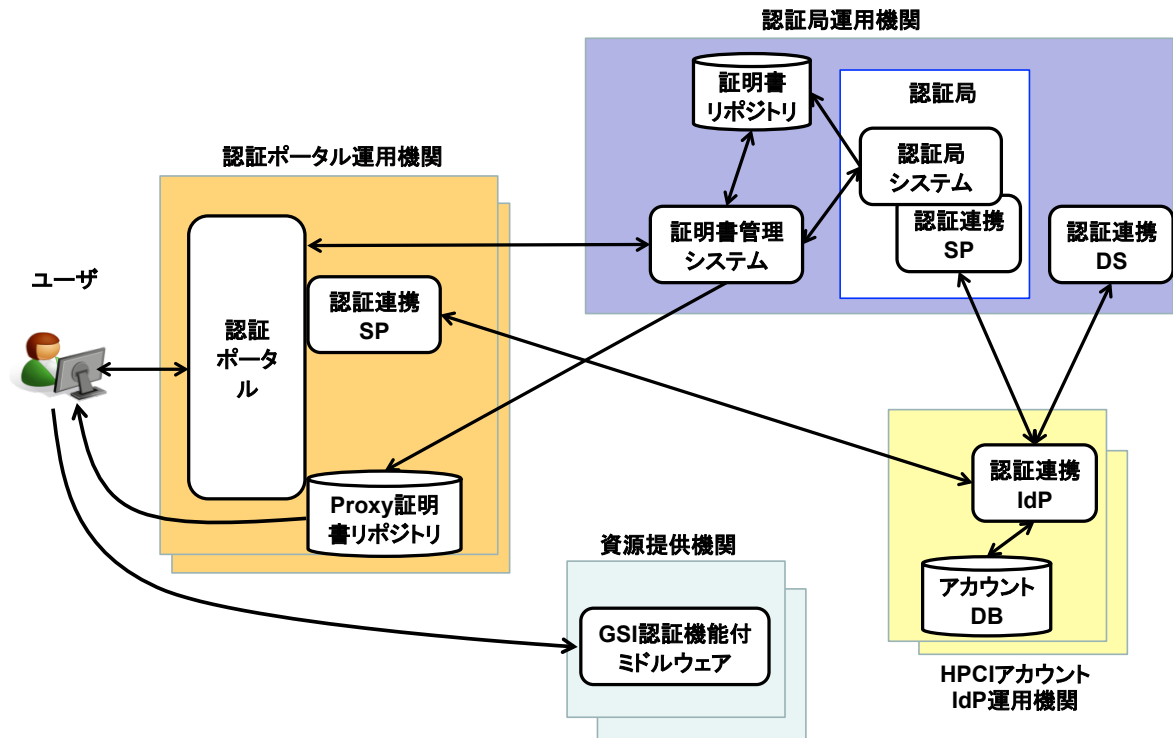 認証局運用機関
証明書
リポジトリ
認証局
認証局
システム
認証連携
SP
認証連携
DS
証明書管理
システム
認証ポータル運用機関
認証連携
SP
認証
ポータ
ル
Proxy証明
書リポジトリ
ユーザ
資源提供機関
GSI認証機能付
ミドルウェア
認証連携
IdP
アカウント
DB
HPCIアカウント
IdP運用機関